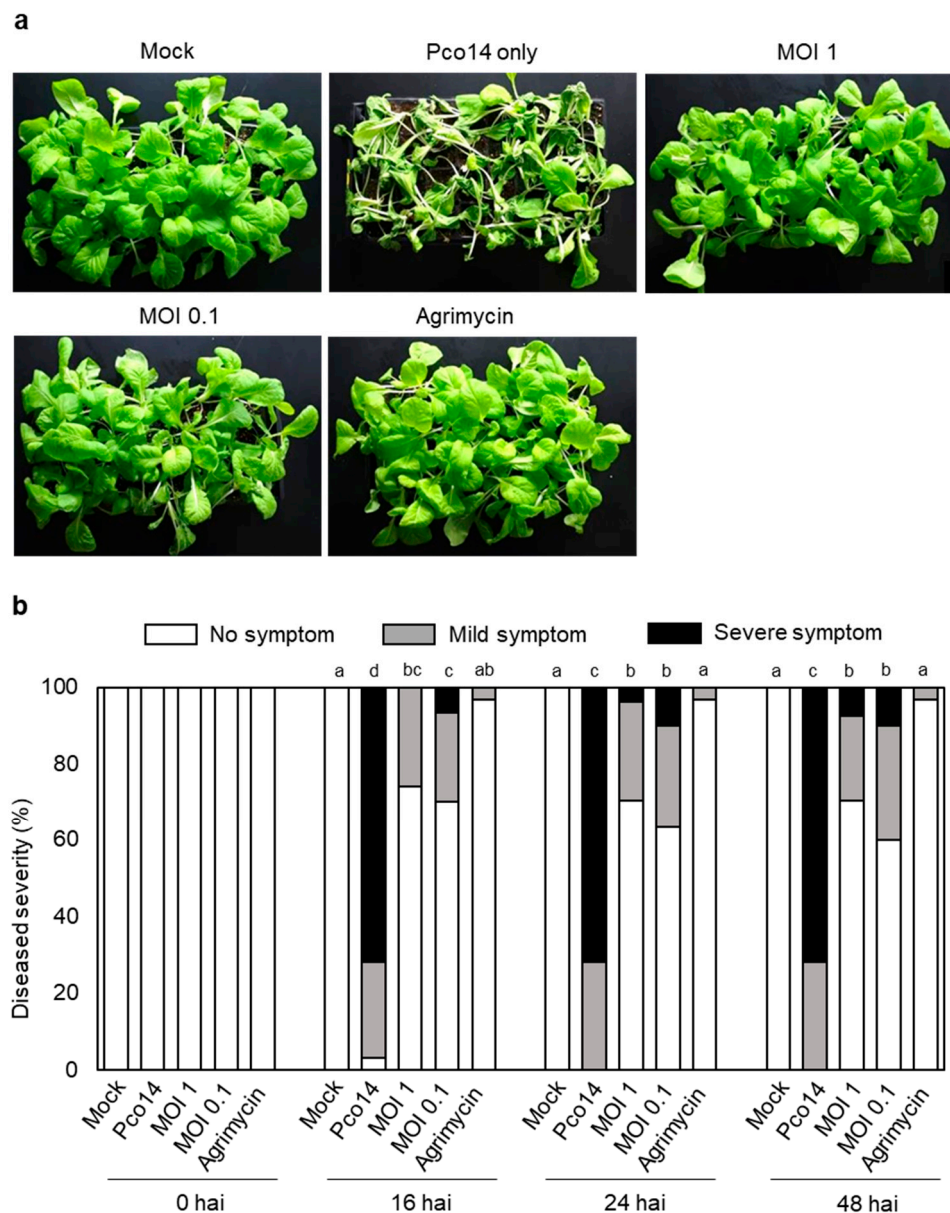 a
Mock
Pco14 only
MOI 1
MOI 0.1
Agrimycin
b
No symptom
Mild symptom
Severe symptom
a d bc c ab a c b b a a c b b a
Diseased severity (%)
100
80
60
40
20
0
Mock Pco14 MOI 1 MOI 0.1 Agrimycin Mock Pco14 MOI 1 MOI 0.1 Agrimycin Mock Pco14 MOI 1 MOI 0.1 Agrimycin Mock Pco14 MOI 1 MOI 0.1 Agrimycin
0 hai 16 hai 24 hai 48 hai